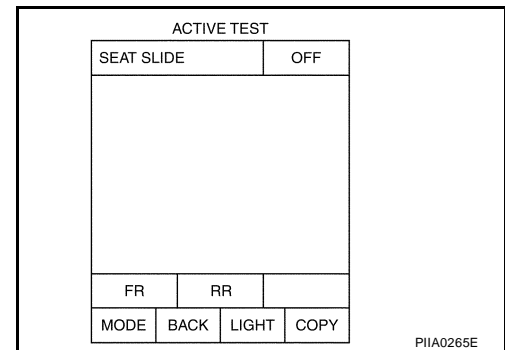 ACTIVE TEST
SEAT SLIDE OFF
FR RR
MODE BACK LIGHT COPY
PIIA0265E